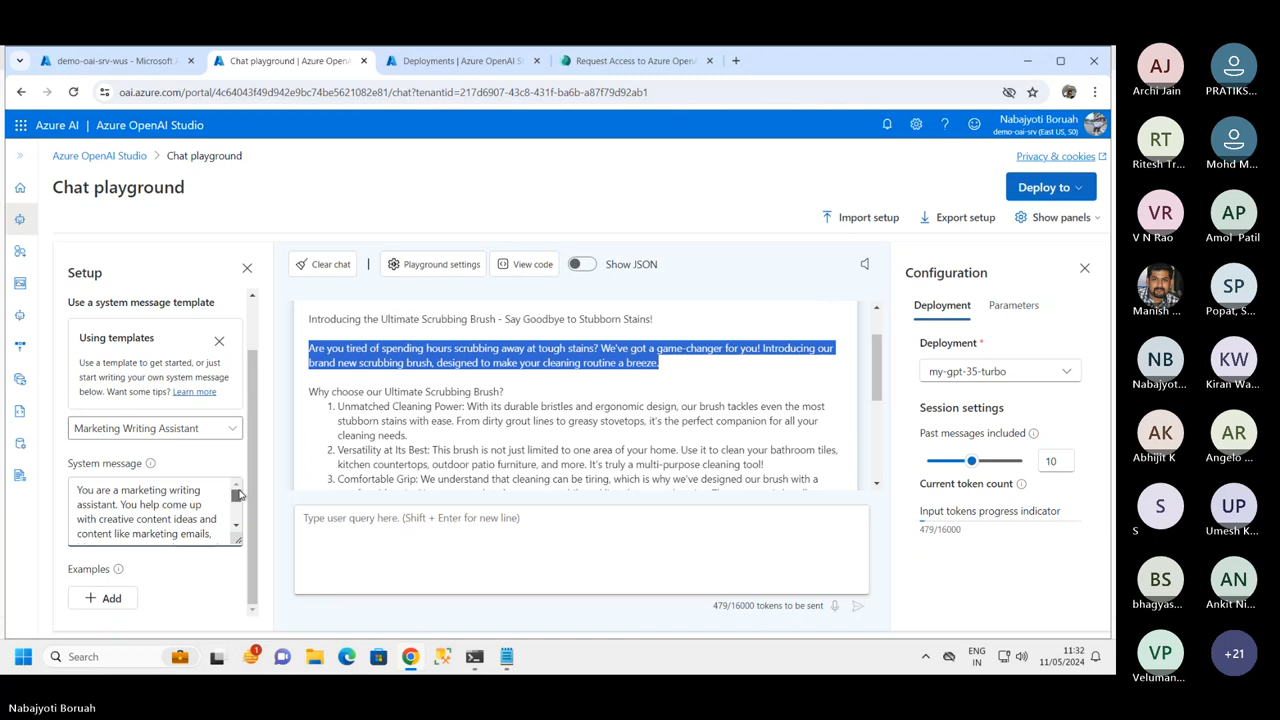 demo-oai-srv-wus - Microsoft A
Chat playground | Azure OpenA
Deployments | Azure OpenAI St
Request Access to Azure OpenA
oai.azure.com/portal/4c64043f49d942e9bc74be5621082e81/chat?tenantid=217d6907-43c8-431f-ba6b-a87f79d92ab1
Azure AI | Azure OpenAI Studio
Nabajyoti Boruah
demo-oai-srv (East US, S0)
Azure OpenAI Studio > Chat playground
Privacy & cookies
Chat playground
Deploy to
Import setup
Export setup
Show panels
Setup
Use a system message template
Using templates
Use a template to get started, or just
start writing your own system message
below. Want some tips? Learn more
Marketing Writing Assistant
System message
You are a marketing writing
assistant. You help come up
with creative content ideas and
content like marketing emails,
Examples
+ Add
Clear chat
Playground settings
View code
Show JSON
Introducing the Ultimate Scrubbing Brush - Say Goodbye to Stubborn Stains!
Are you tired of spending hours scrubbing away at tough stains? We've got a game-changer for you! Introducing our
brand new scrubbing brush, designed to make your cleaning routine a breeze.
Why choose our Ultimate Scrubbing Brush?
1. Unmatched Cleaning Power: With its durable bristles and ergonomic design, our brush tackles even the most
stubborn stains with ease. From dirty grout lines to greasy stovetops, it's the perfect companion for all your
cleaning needs.
2. Versatility at Its Best: This brush is not just limited to one area of your home. Use it to clean your bathroom tiles,
kitchen countertops, outdoor patio furniture, and more. It's truly a multi-purpose cleaning tool!
3. Comfortable Grip: We understand that cleaning can be tiring, which is why we've designed our brush with a
Type user query here. (Shift + Enter for new line)
479/16000 tokens to be sent
Configuration
Deployment
Parameters
Deployment *
my-gpt-35-turbo
Session settings
Past messages included
10
Current token count
Input tokens progress indicator
479/16000
Search
1
ENG
IN
11:32
11/05/2024
Nabajyoti Boruah
AJ
Archi Jain
PRATIKS...
RT
Ritesh Tr...
Mohd M...
VR
V N Rao
AP
Amol Patil
Manish ...
SP
Popat, S...
NB
Nabajyot...
KW
Kiran Wa...
AK
Abhijit K
AR
Angelo ...
S
S
UP
Umesh K...
BS
bhagyas...
AN
Ankit Ni...
VP
Veluman...
+21